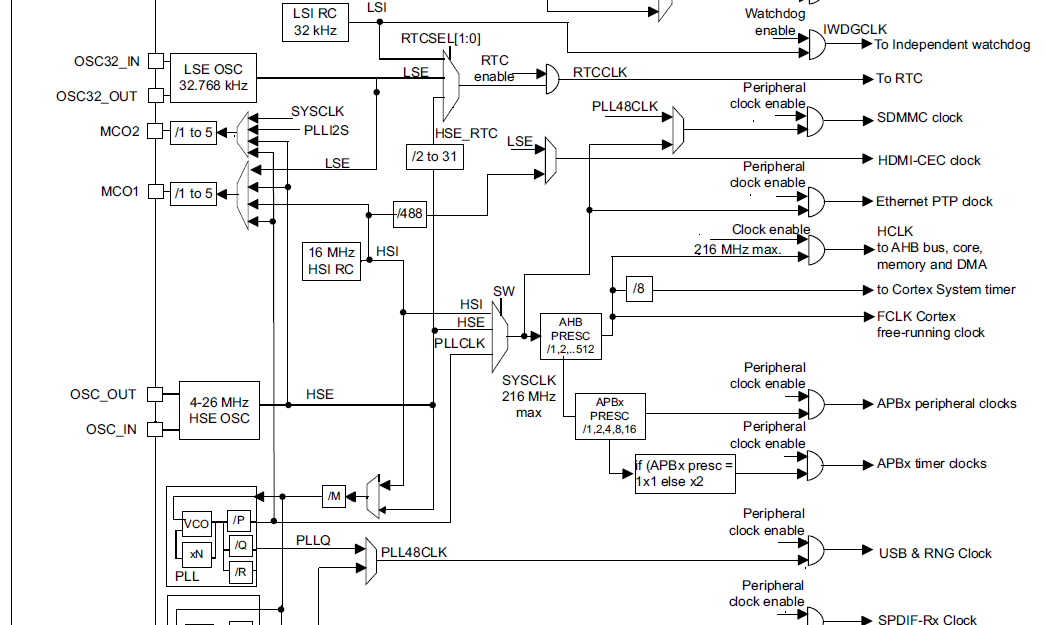 LSI RC
32 kHz
LSI
Watchdog
enable
IWDGCLK
To Independent watchdog
RTCSEL[1:0]
OSC32_IN
LSE OSC
32.768 kHz
LSE
RTC
enable
RTCCLK
To RTC
OSC32_OUT
Peripheral
clock enable
PLL48CLK
SDMMC clock
SYSCLK
PLLI2S
MCO2
/1 to 5
HSE_RTC
/2 to 31
LSE
LSE
HDMI-CEC clock
MCO1
/1 to 5
Peripheral
clock enable
Ethernet PTP clock
/488
Clock enable
216 MHz max.
HCLK
to AHB bus, core,
memory and DMA
16 MHz
HSI RC
HSI
/8
to Cortex System timer
SW
HSI
HSE
PLLCLK
AHB
PRESC
/1,2,..512
FCLK Cortex
free-running clock
SYSCLK
216 MHz
max
Peripheral
clock enable
OSC_OUT
4-26 MHz
HSE OSC
HSE
OSC_IN
APBx
PRESC
/1,2,4,8,16
APBx peripheral clocks
Peripheral
clock enable
if (APBx presc =
1x1 else x2
APBx timer clocks
/M
VCO
xN
PLL
/P
/Q
/R
PLLQ
PLL48CLK
Peripheral
clock enable
USB & RNG Clock
Peripheral
clock enable
SPDIF-Rx Clock